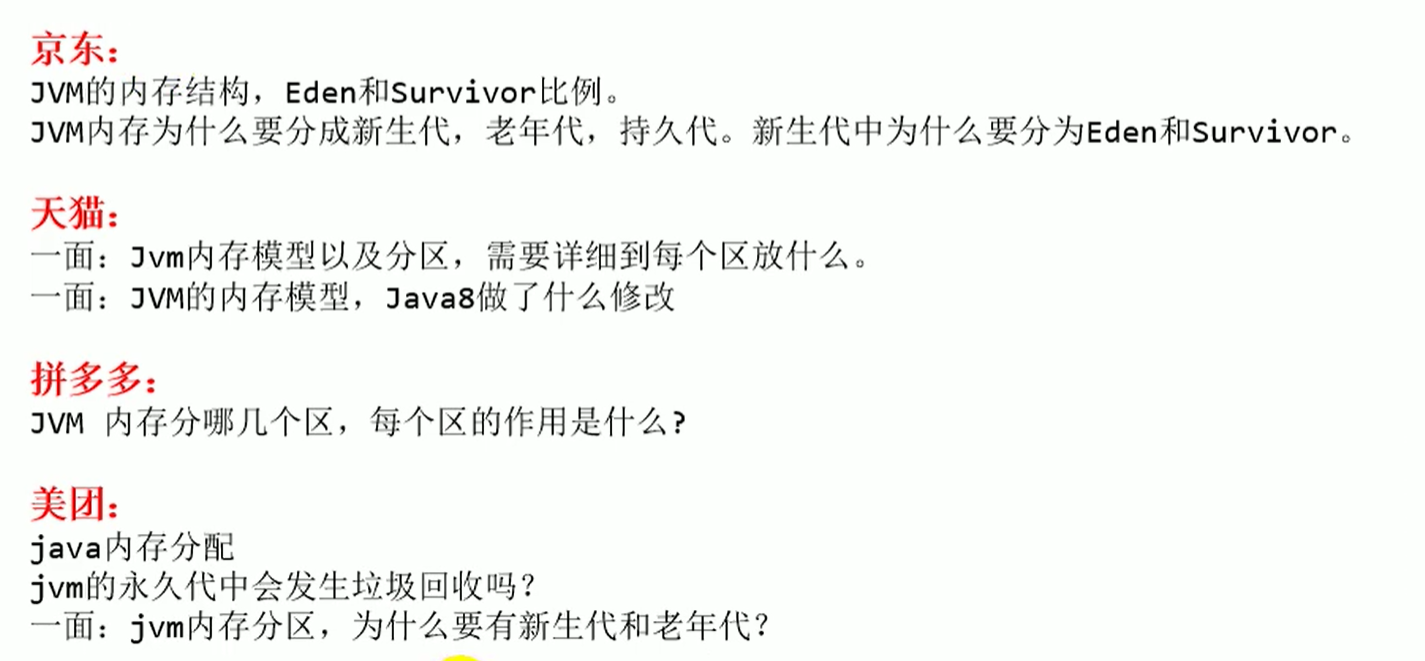 京东：
JVM的内存结构，Eden和Survivor比例。
JVM内存为什么要分成新生代，老年代，持久代。新生代中为什么要分为Eden和Survivor。
天猫：
一面：Jvm内存模型以及分区，需要详细到每个区放什么。
一面：JVM的内存模型，Java8做了什么修改
拼多多：
JVM 内存分哪几个区，每个区的作用是什么?
美团：
java内存分配
jvm的永久代中会发生垃圾回收吗？
一面：jvm内存分区，为什么要有新生代和老年代？